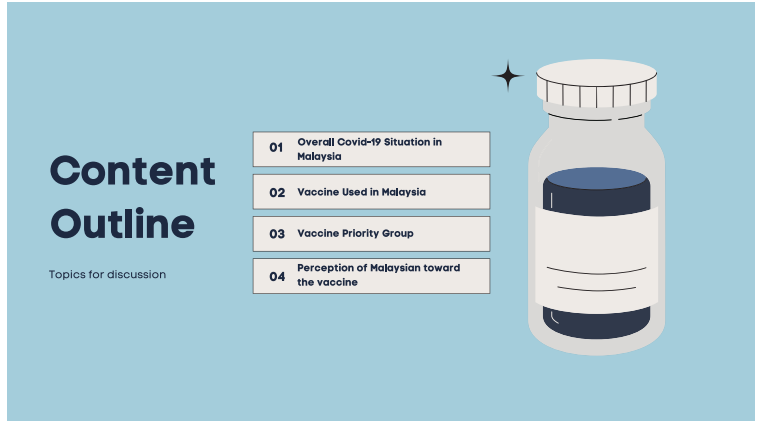 Content
Outline
Topics for discussion
01 Overall Covid-19 Situation in
Malaysia
02 Vaccine Used in Malaysia
03 Vaccine Priority Group
04 Perception of Malaysian toward
the vaccine